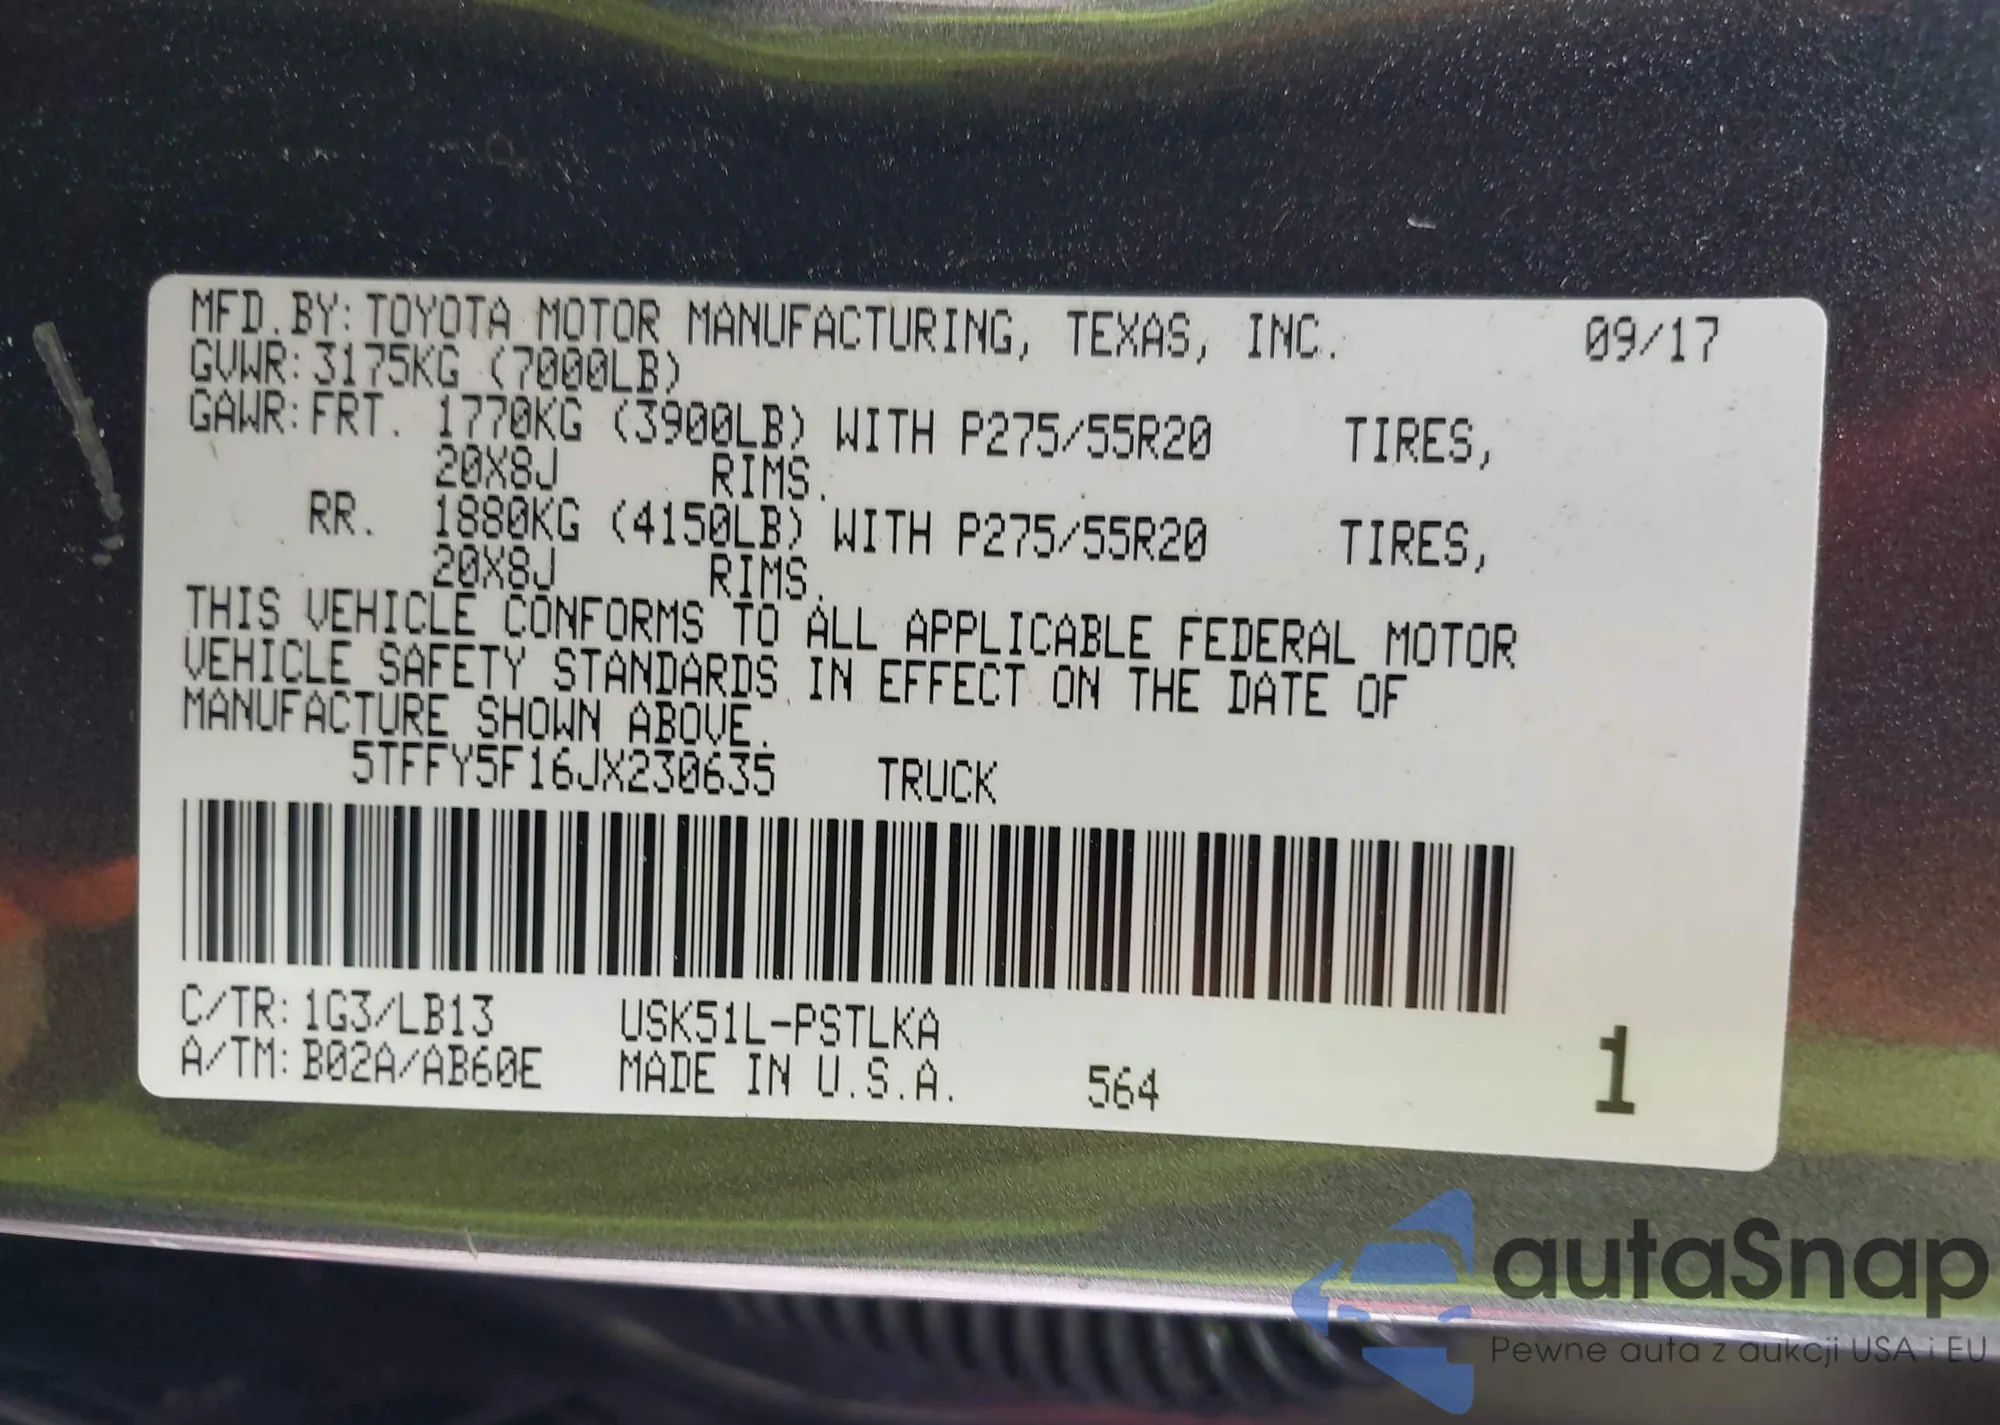 MFD.BY: TOYOTA MOTOR MANUFACTURING, TEXAS, INC. 09/17
GVWR: 3175KG (7000LB)
GAWR: FRT. 1770KG (3900LB) WITH P275/55R20 TIRES,
20X8J RIMS.
RR. 1880KG (4150LB) WITH P275/55R20 TIRES,
20X8J RIMS.
THIS VEHICLE CONFORMS TO ALL APPLICABLE FEDERAL MOTOR
VEHICLE SAFETY STANDARDS IN EFFECT ON THE DATE OF
MANUFACTURE SHOWN ABOVE.
5TFFY5F16JX230635 TRUCK
C/TR: 1G3/LB13 USK51L-PSTLKA
A/TM: B02A/AB60E MADE IN U.S.A. 564 1
autaSnap
Pewne auta z aukcji USA i EU